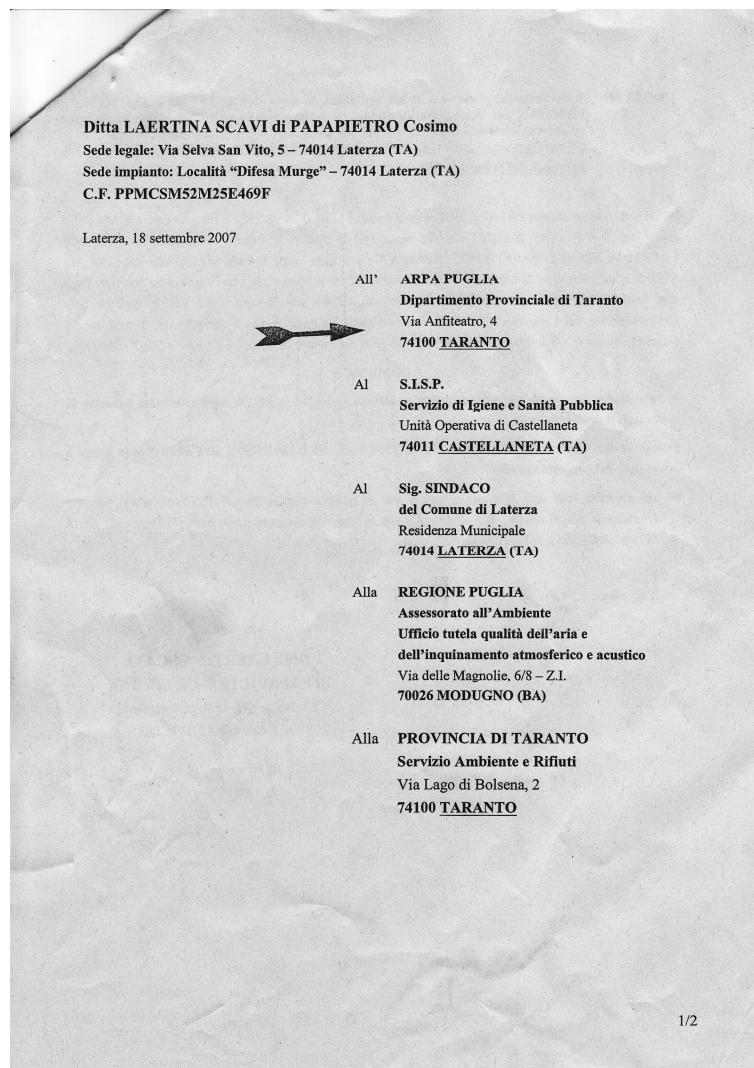 Ditta LAERTINA SCAVI di PAPAPIETRO Cosimo
Sede legale: Via Selva San Vito, 5 – 74014 Laterza (TA)
Sede impianto: Località “Difesa Murge” – 74014 Laterza (TA)
C.F. PPMCSM52M25E469F
Laterza, 18 settembre 2007
All’ ARPA PUGLIA
Dipartimento Provinciale di Taranto
Via Anfiteatro, 4
74100 TARANTO
Al S.I.S.P.
Servizio di Igiene e Sanità Pubblica
Unità Operativa di Castellaneta
74011 CASTELLANETA (TA)
Al Sig. SINDACO
del Comune di Laterza
Residenza Municipale
74014 LATERZA (TA)
Alla REGIONE PUGLIA
Assessorato all’Ambiente
Ufficio tutela qualità dell’aria e
dell’inquinamento atmosferico e acustico
Via delle Magnolie, 6/8 – Z.I.
70026 MODUGNO (BA)
Alla PROVINCIA DI TARANTO
Servizio Ambiente e Rifiuti
Via Lago di Bolsena, 2
74100 TARANTO
1/2